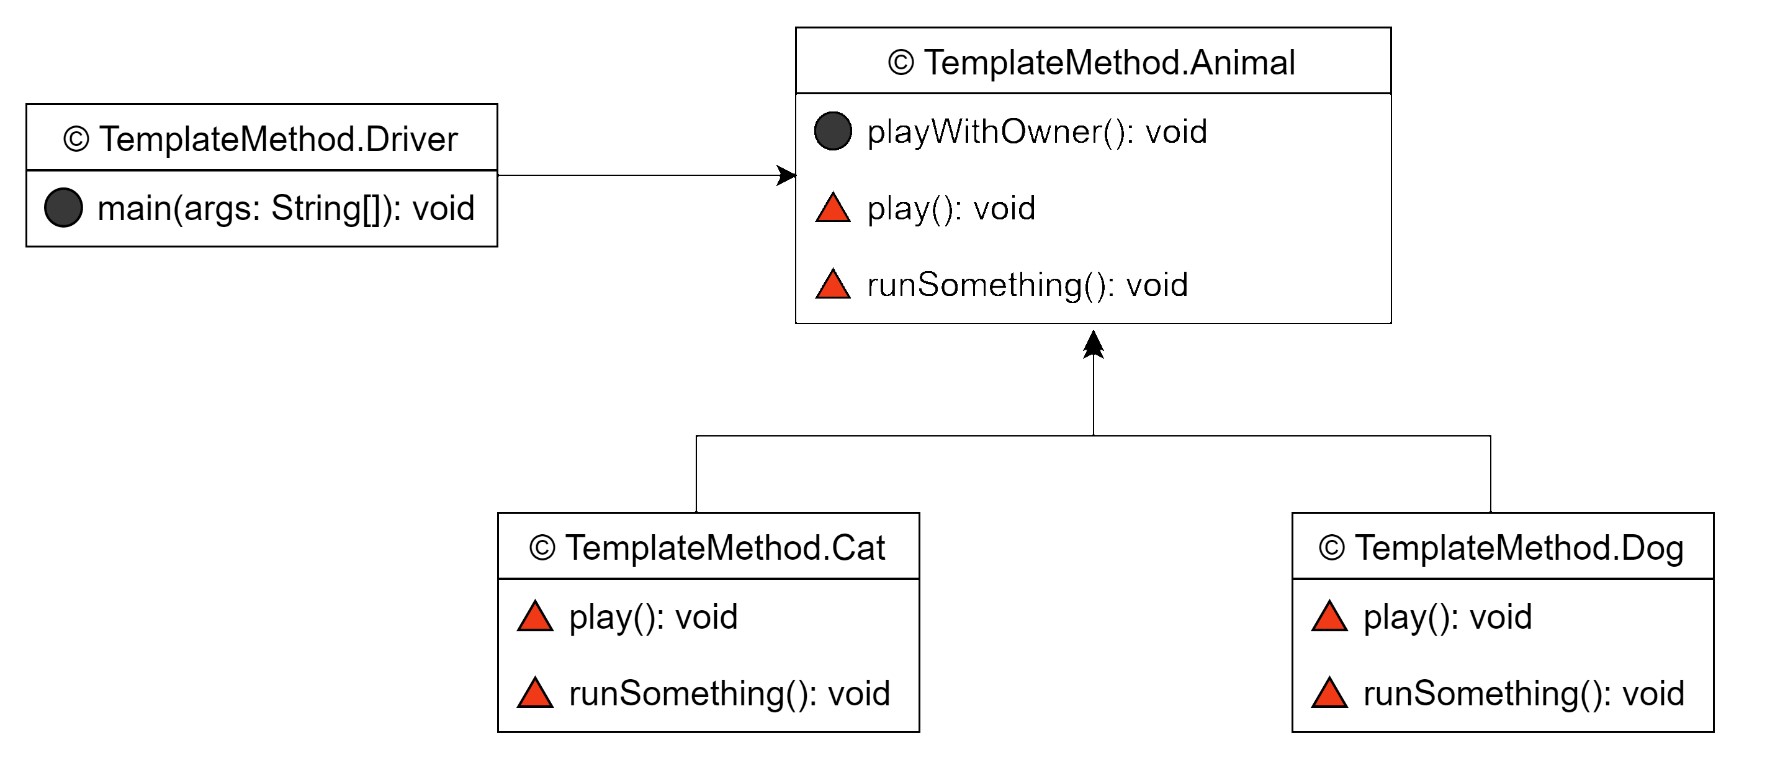 © TemplateMethod.Animal
playWithOwner(): void
play(): void
runSomething(): void
© TemplateMethod.Driver
main(args: String[]): void
© TemplateMethod.Cat
play(): void
runSomething(): void
© TemplateMethod.Dog
play(): void
runSomething(): void